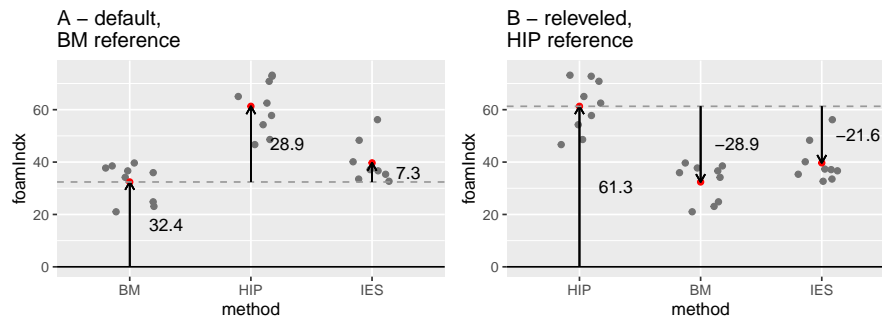 A − default,
BM reference
foamIndx
60
40
20
0
28.9
7.3
32.4
BM
HIP
IES
method
B − releveled,
HIP reference
foamIndx
60
40
20
0
−28.9
−21.6
61.3
HIP
BM
IES
method